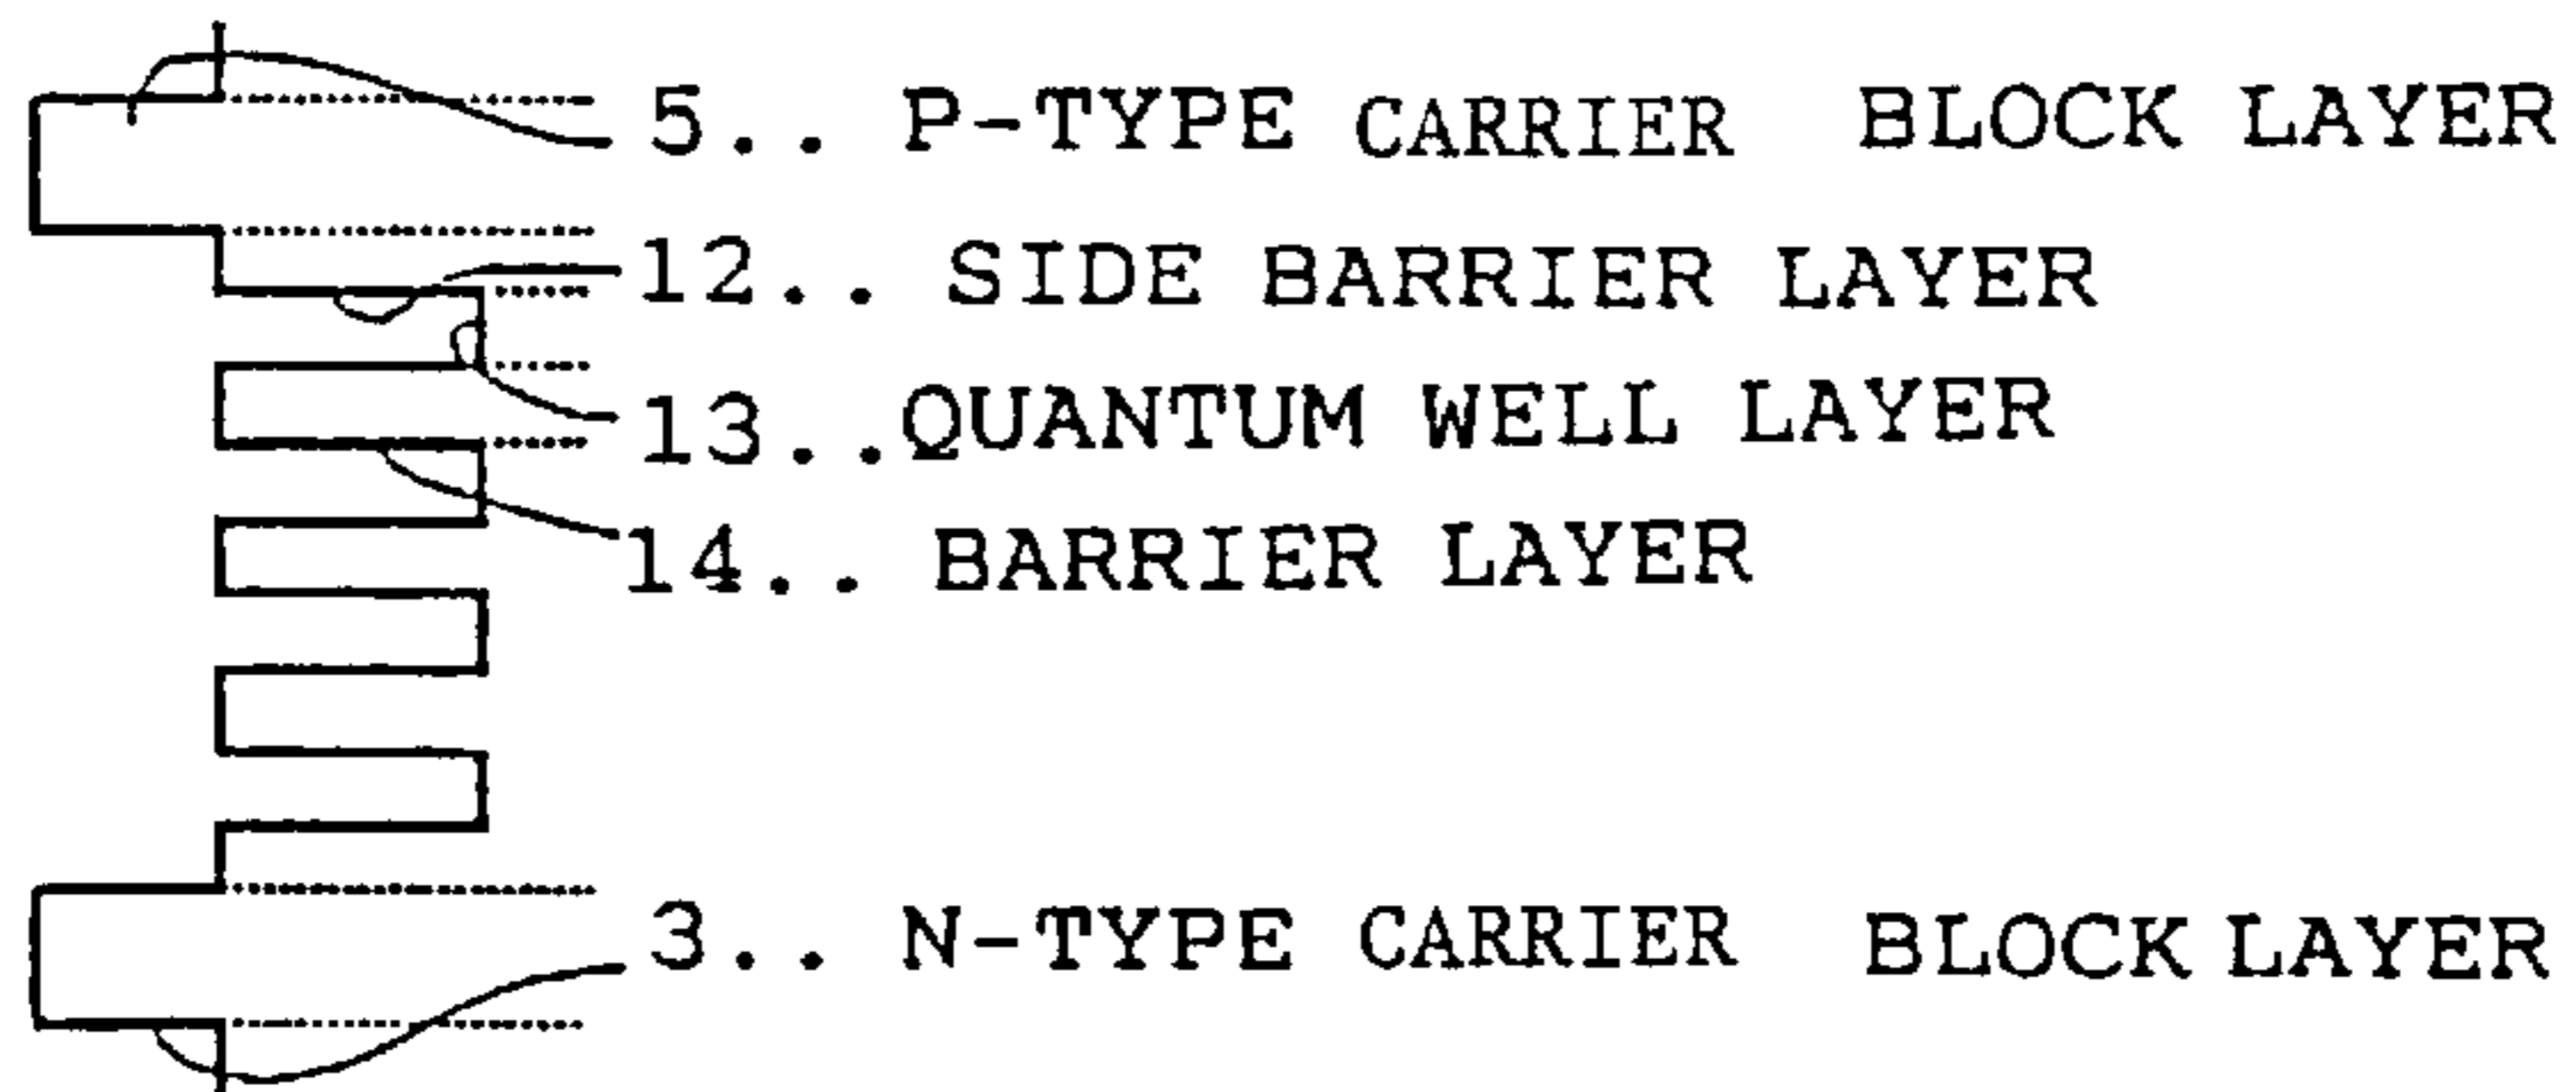 5.. P-TYPE CARRIER BLOCK LAYER
12.. SIDE BARRIER LAYER
13..QUANTUM WELL LAYER
14.. BARRIER LAYER
3.. N-TYPE CARRIER BLOCK LAYER